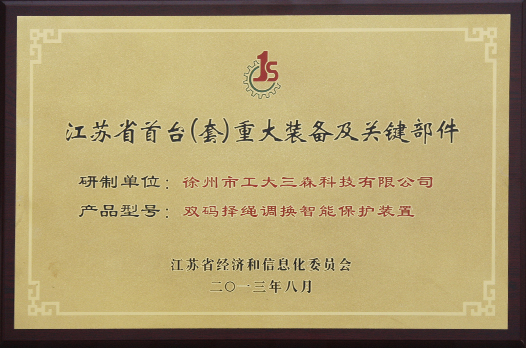 JS
江苏省首台(套)重大装备及关键部件
研制单位：徐州市工大三森科技有限公司
产品型号：双码择绳调换智能保护装置
江苏省经济和信息化委员会
二〇一三年八月